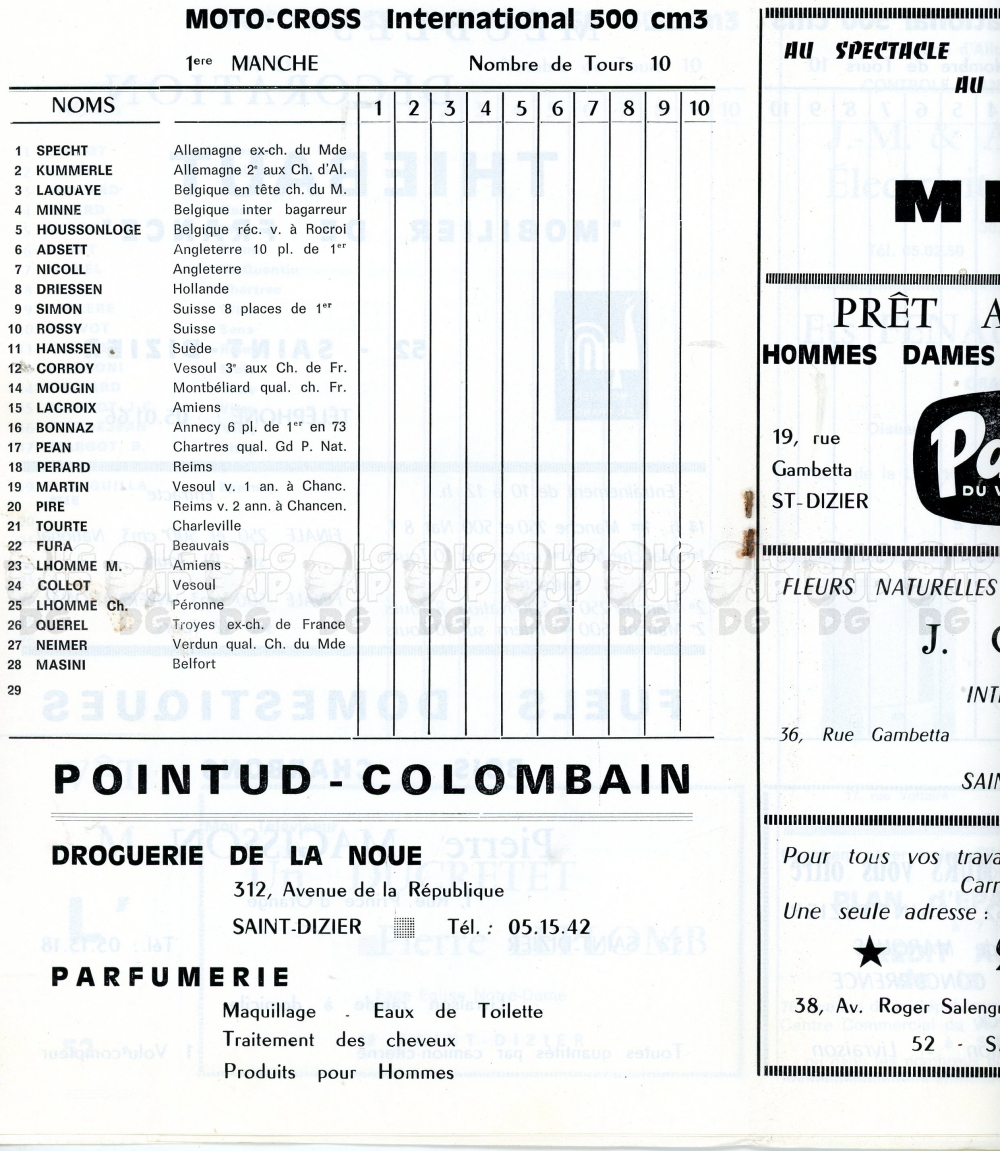 MOTO-CROSS International 500 cm3
1ere MANCHE Nombre de Tours 10
NOMS 1 2 3 4 5 6 7 8 9 10
1 SPECHT Allemagne ex-ch. du Mde
2 KUMMERLE Allemagne 2e aux Ch. d'Al.
3 LAQUAYE Belgique en tête ch. du M.
4 MINNE Belgique inter bagarreur
5 HOUSSONLOGE Belgique réc. v. à Rocroi
6 ADSETT Angleterre 10 pl. de 1er
7 NICOLL Angleterre
8 DRIESSEN Hollande
9 SIMON Suisse 8 places de 1er
10 ROSSY Suisse
11 HANSSEN Suède
12 CORROY Vesoul 3e aux Ch. de Fr.
14 MOUGIN Montbéliard qual. ch. Fr.
15 LACROIX Amiens
16 BONNAZ Annecy 6 pl. de 1er en 73
17 PEAN Chartres qual. Gd P. Nat.
18 PERARD Reims
19 MARTIN Vesoul v. 1 an. à Chanc.
20 PIRE Reims v. 2 ann. à Chancen.
21 TOURTE Charleville
22 FURA Beauvais
23 LHOMME M. Amiens
24 COLLOT Vesoul
25 LHOMME Ch. Péronne
26 QUEREL Troyes ex-ch. de France
27 NEIMER Verdun qual. Ch. du Mde
28 MASINI Belfort
29
POINTUD-COLOMBAIN
DROGUERIE DE LA NOUE
312, Avenue de la République
SAINT-DIZIER Tél. : 05.15.42
PARFUMERIE
Maquillage - Eaux de Toilette
Traitement des cheveux
Produits pour Hommes
AU SPECTACLE
AU
M
PRÊT A
HOMMES DAMES
19, rue
Gambetta
ST-DIZIER
Po
DU V
FLEURS NATURELLES
J.
INT
36, Rue Gambetta
SAIN
Pour tous vos trava
Carr
Une seule adresse :
38, Av. Roger Saleng
52 - S
LG JP DG